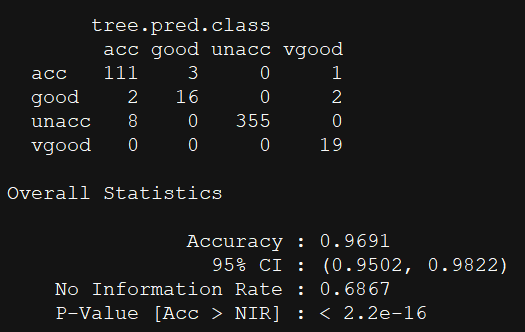 tree.pred.class
acc good unacc vgood
acc 111 3 0 1
good 2 16 0 2
unacc 8 0 355 0
vgood 0 0 0 19
Overall Statistics
Accuracy : 0.9691
95% CI : (0.9502, 0.9822)
No Information Rate : 0.6867
P-Value [Acc > NIR] : < 2.2e-16